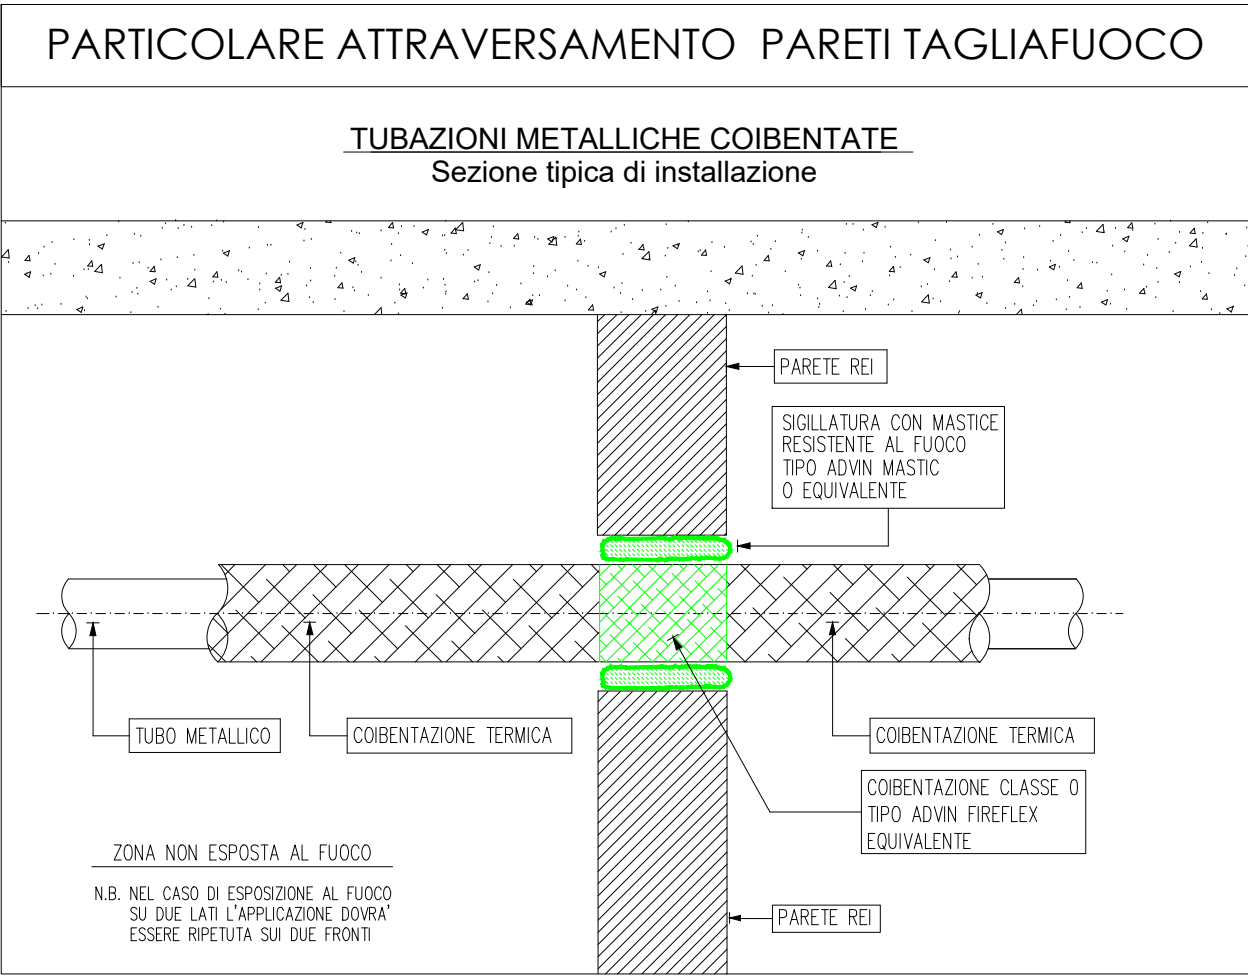 PARTICOLARE ATTRAVERSAMENTO PARETI TAGLIAFUOCO
TUBAZIONI METALLICHE COIBENTATE
Sezione tipica di installazione
PARETE REI
SIGILLATURA CON MASTICE
RESISTENTE AL FUOCO
TIPO ADVIN MASTIC
O EQUIVALENTE
TUBO METALLICO
COIBENTAZIONE TERMICA
COIBENTAZIONE TERMICA
COIBENTAZIONE CLASSE 0
TIPO ADVIN FIREFLEX
EQUIVALENTE
ZONA NON ESPOSTA AL FUOCO
N.B. NEL CASO DI ESPOSIZIONE AL FUOCO
SU DUE LATI L'APPLICAZIONE DOVRA'
ESSERE RIPETUTA SUI DUE FRONTI
PARETE REI